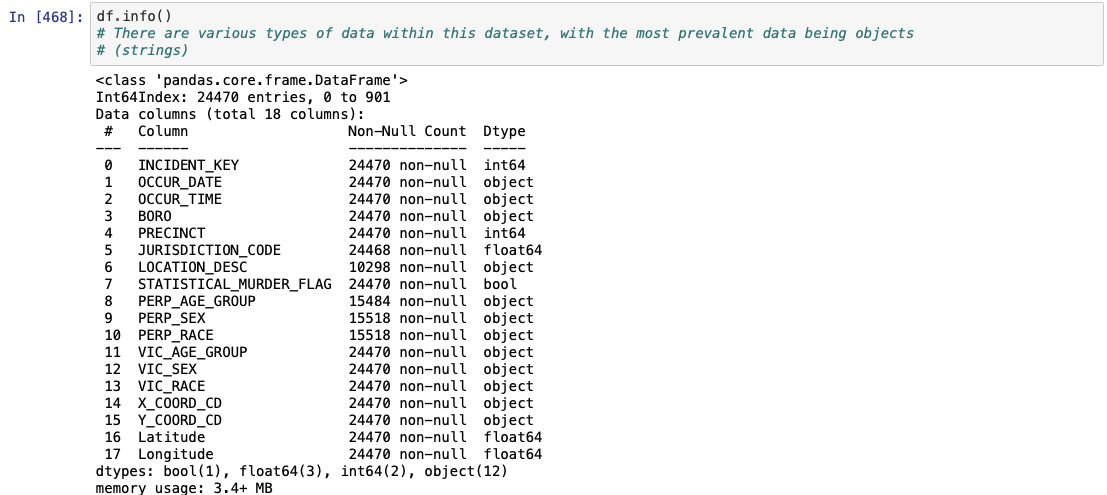 In [468]: df.info()
# There are various types of data within this dataset, with the most prevalent data being objects
# (strings)
<class 'pandas.core.frame.DataFrame'>
Int64Index: 24470 entries, 0 to 901
Data columns (total 18 columns):
 #   Column                   Non-Null Count  Dtype
---  ------                   --------------  -----
 0   INCIDENT_KEY             24470 non-null  int64
 1   OCCUR_DATE               24470 non-null  object
 2   OCCUR_TIME               24470 non-null  object
 3   BORO                     24470 non-null  object
 4   PRECINCT                 24470 non-null  int64
 5   JURISDICTION_CODE        24468 non-null  float64
 6   LOCATION_DESC            10298 non-null  object
 7   STATISTICAL_MURDER_FLAG  24470 non-null  bool
 8   PERP_AGE_GROUP           15484 non-null  object
 9   PERP_SEX                 15518 non-null  object
 10  PERP_RACE                15518 non-null  object
 11  VIC_AGE_GROUP            24470 non-null  object
 12  VIC_SEX                  24470 non-null  object
 13  VIC_RACE                 24470 non-null  object
 14  X_COORD_CD               24470 non-null  object
 15  Y_COORD_CD               24470 non-null  object
 16  Latitude                 24470 non-null  float64
 17  Longitude                24470 non-null  float64
dtypes: bool(1), float64(3), int64(2), object(12)
memory usage: 3.4+ MB